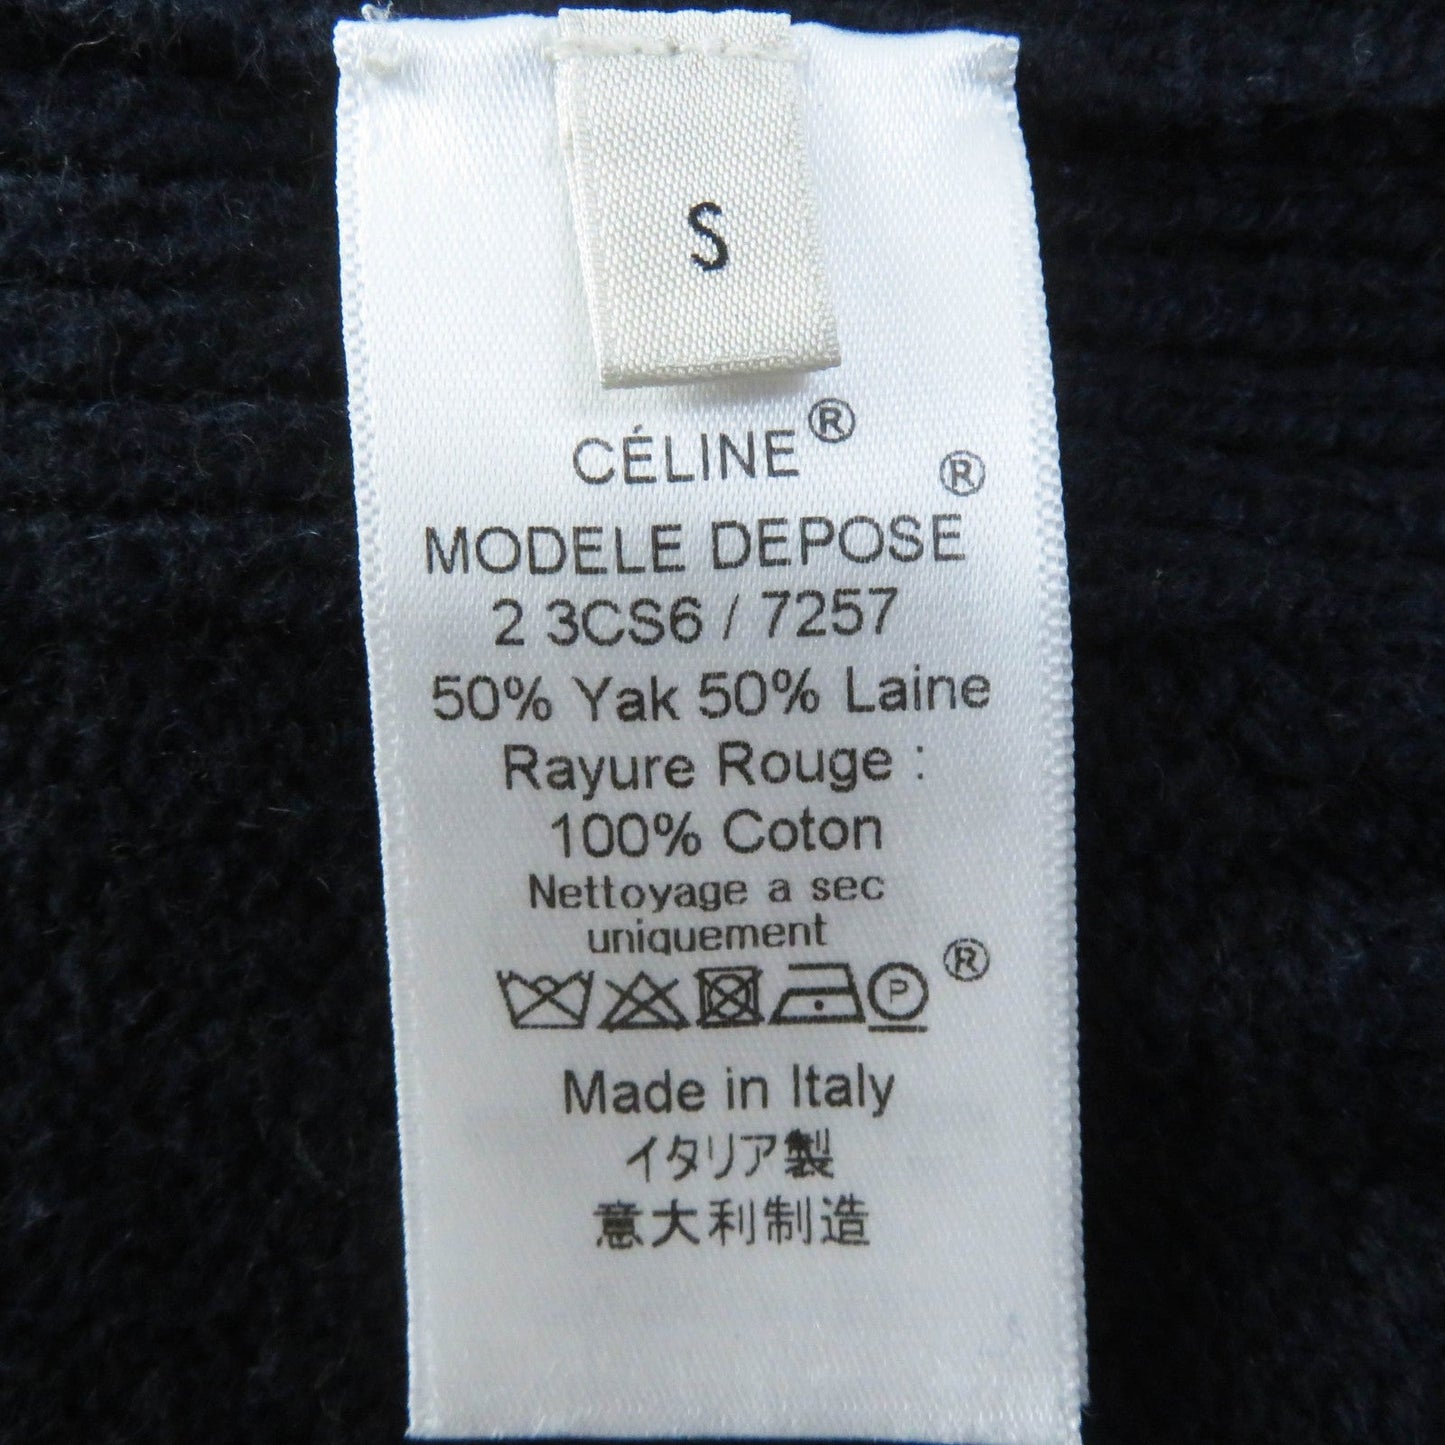 S
CÉLINE®
MODELE DEPOSE®
2 3CS6 / 7257
50% Yak 50% Laine
Rayure Rouge :
100% Coton
Nettoyage a sec
uniquement
P ®
Made in Italy
イタリア製
意大利制造